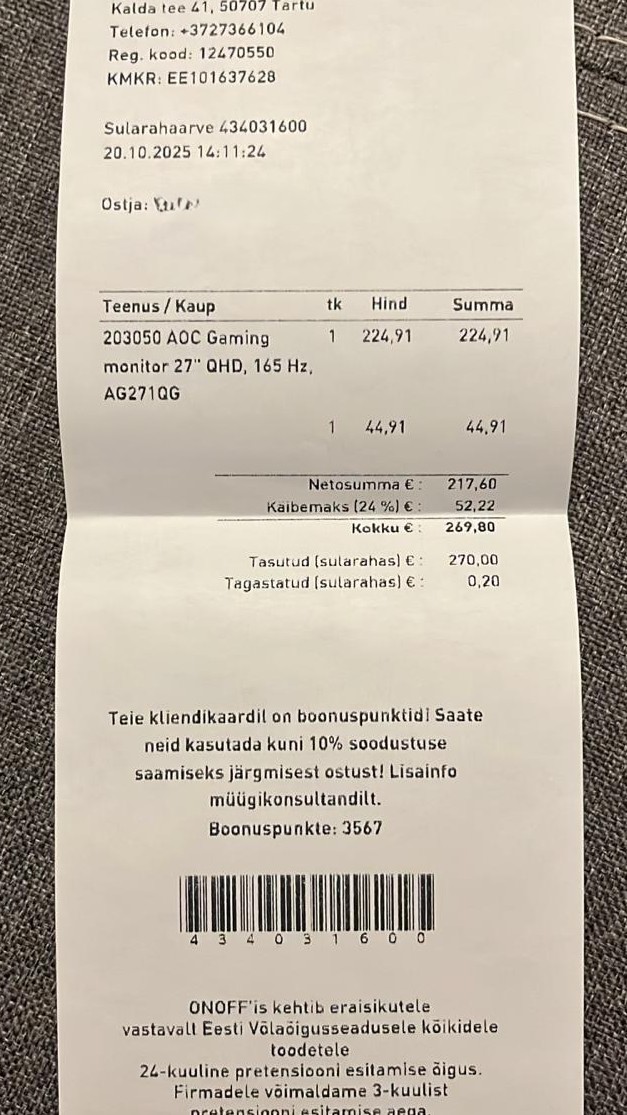 Kalda tee 41, 50707 Tartu
Telefon: +3727366104
Reg. kood: 12470550
KMKR: EE101637628
Sularahaarve 434031600
20.10.2025 14:11:24
Ostja:
Teenus / Kaup tk Hind Summa
203050 AOC Gaming 1 224,91 224,91
monitor 27" QHD, 165 Hz,
AG271QG
1 44,91 44,91
Netosumma € : 217,60
Käibemaks (24 %) € : 52,22
Kokku € : 269,80
Tasutud (sularahas) € : 270,00
Tagastatud (sularahas) € : 0,20
Teie kliendikaardil on boonuspunktid! Saate
neid kasutada kuni 10% soodustuse
saamiseks järgmisest ostust! Lisainfo
müügikonsultandilt.
Boonuspunkte: 3567
4 3 4 0 3 1 6 0 0
ONOFF'is kehtib eraisikutele
vastavalt Eesti Võlaõigusseadusele kõikidele
toodetele
24-kuuline pretensiooni esitamise õigus.
Firmadele võimaldame 3-kuulist
pretensiooni esitamise aega.